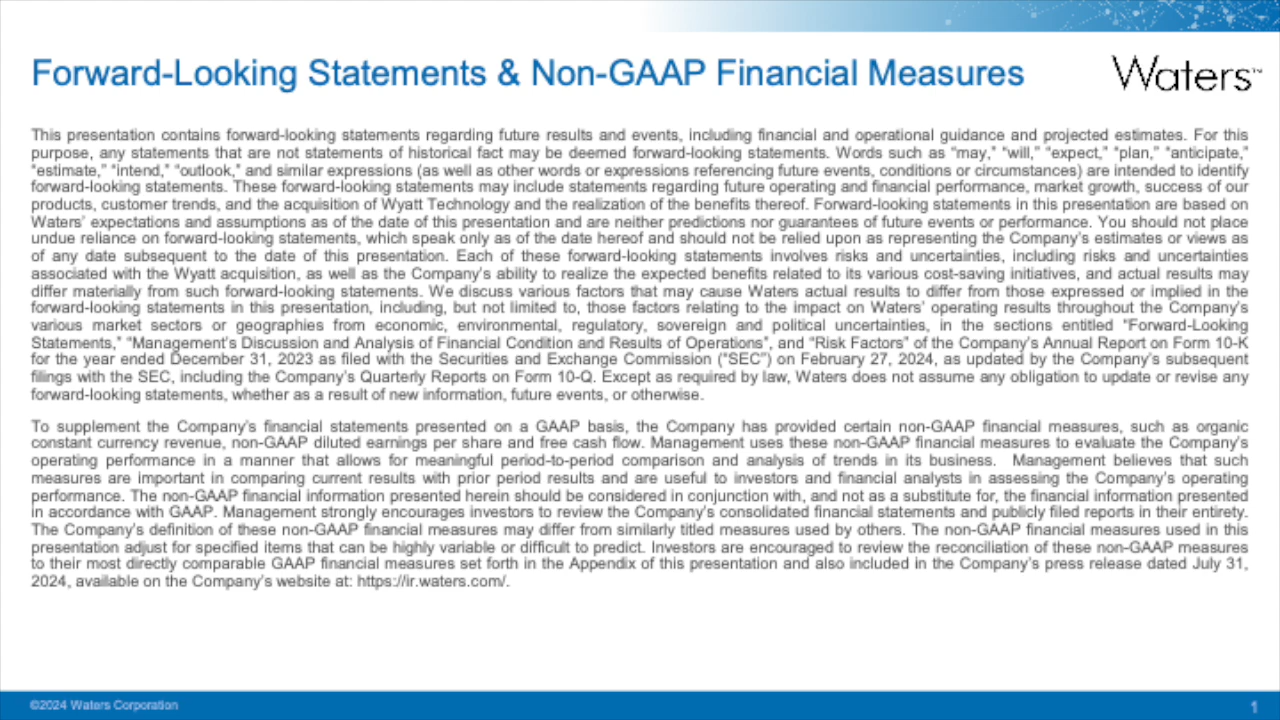 Forward-Looking Statements & Non-GAAP Financial Measures
Waters™
This presentation contains forward-looking statements regarding future results and events, including financial and operational guidance and projected estimates. For this
purpose, any statements that are not statements of historical fact may be deemed forward-looking statements. Words such as “may,” “will,” “expect,” “plan,” “anticipate,”
“estimate,” “intend,” “outlook,” and similar expressions (as well as other words or expressions referencing future events, conditions or circumstances) are intended to identify
forward-looking statements. These forward-looking statements may include statements regarding future operating and financial performance, market growth, success of our
products, customer trends, and the acquisition of Wyatt Technology and the realization of the benefits thereof. Forward-looking statements in this presentation are based on
Waters’ expectations and assumptions as of the date of this presentation and are neither predictions nor guarantees of future events or performance. You should not place
undue reliance on forward-looking statements, which speak only as of the date hereof and should not be relied upon as representing the Company’s estimates or views as
of any date subsequent to the date of this presentation. Each of these forward-looking statements involves risks and uncertainties, including risks and uncertainties
associated with the Wyatt acquisition, as well as the Company’s ability to realize the expected benefits related to its various cost-saving initiatives, and actual results may
differ materially from such forward-looking statements. We discuss various factors that may cause Waters actual results to differ from those expressed or implied in the
forward-looking statements in this presentation, including, but not limited to, those factors relating to the impact on Waters’ operating results throughout the Company’s
various market sectors or geographies from economic, environmental, regulatory, sovereign and political uncertainties, in the sections entitled “Forward-Looking
Statements,” “Management’s Discussion and Analysis of Financial Condition and Results of Operations”, and “Risk Factors” of the Company’s Annual Report on Form 10-K
for the year ended December 31, 2023 as filed with the Securities and Exchange Commission (“SEC”) on February 27, 2024, as updated by the Company’s subsequent
filings with the SEC, including the Company’s Quarterly Reports on Form 10-Q. Except as required by law, Waters does not assume any obligation to update or revise any
forward-looking statements, whether as a result of new information, future events, or otherwise.
To supplement the Company’s financial statements presented on a GAAP basis, the Company has provided certain non-GAAP financial measures, such as organic
constant currency revenue, non-GAAP diluted earnings per share and free cash flow. Management uses these non-GAAP financial measures to evaluate the Company’s
operating performance in a manner that allows for meaningful period-to-period comparison and analysis of trends in its business. Management believes that such
measures are important in comparing current results with prior period results and are useful to investors and financial analysts in assessing the Company’s operating
performance. The non-GAAP financial information presented herein should be considered in conjunction with, and not as a substitute for, the financial information presented
in accordance with GAAP. Management strongly encourages investors to review the Company’s consolidated financial statements and publicly filed reports in their entirety.
The Company’s definition of these non-GAAP financial measures may differ from similarly titled measures used by others. The non-GAAP financial measures used in this
presentation adjust for specified items that can be highly variable or difficult to predict. Investors are encouraged to review the reconciliation of these non-GAAP measures
to their most directly comparable GAAP financial measures set forth in the Appendix of this presentation and also included in the Company’s press release dated July 31,
2024, available on the Company’s website at: https://ir.waters.com/.
©2024 Waters Corporation
1